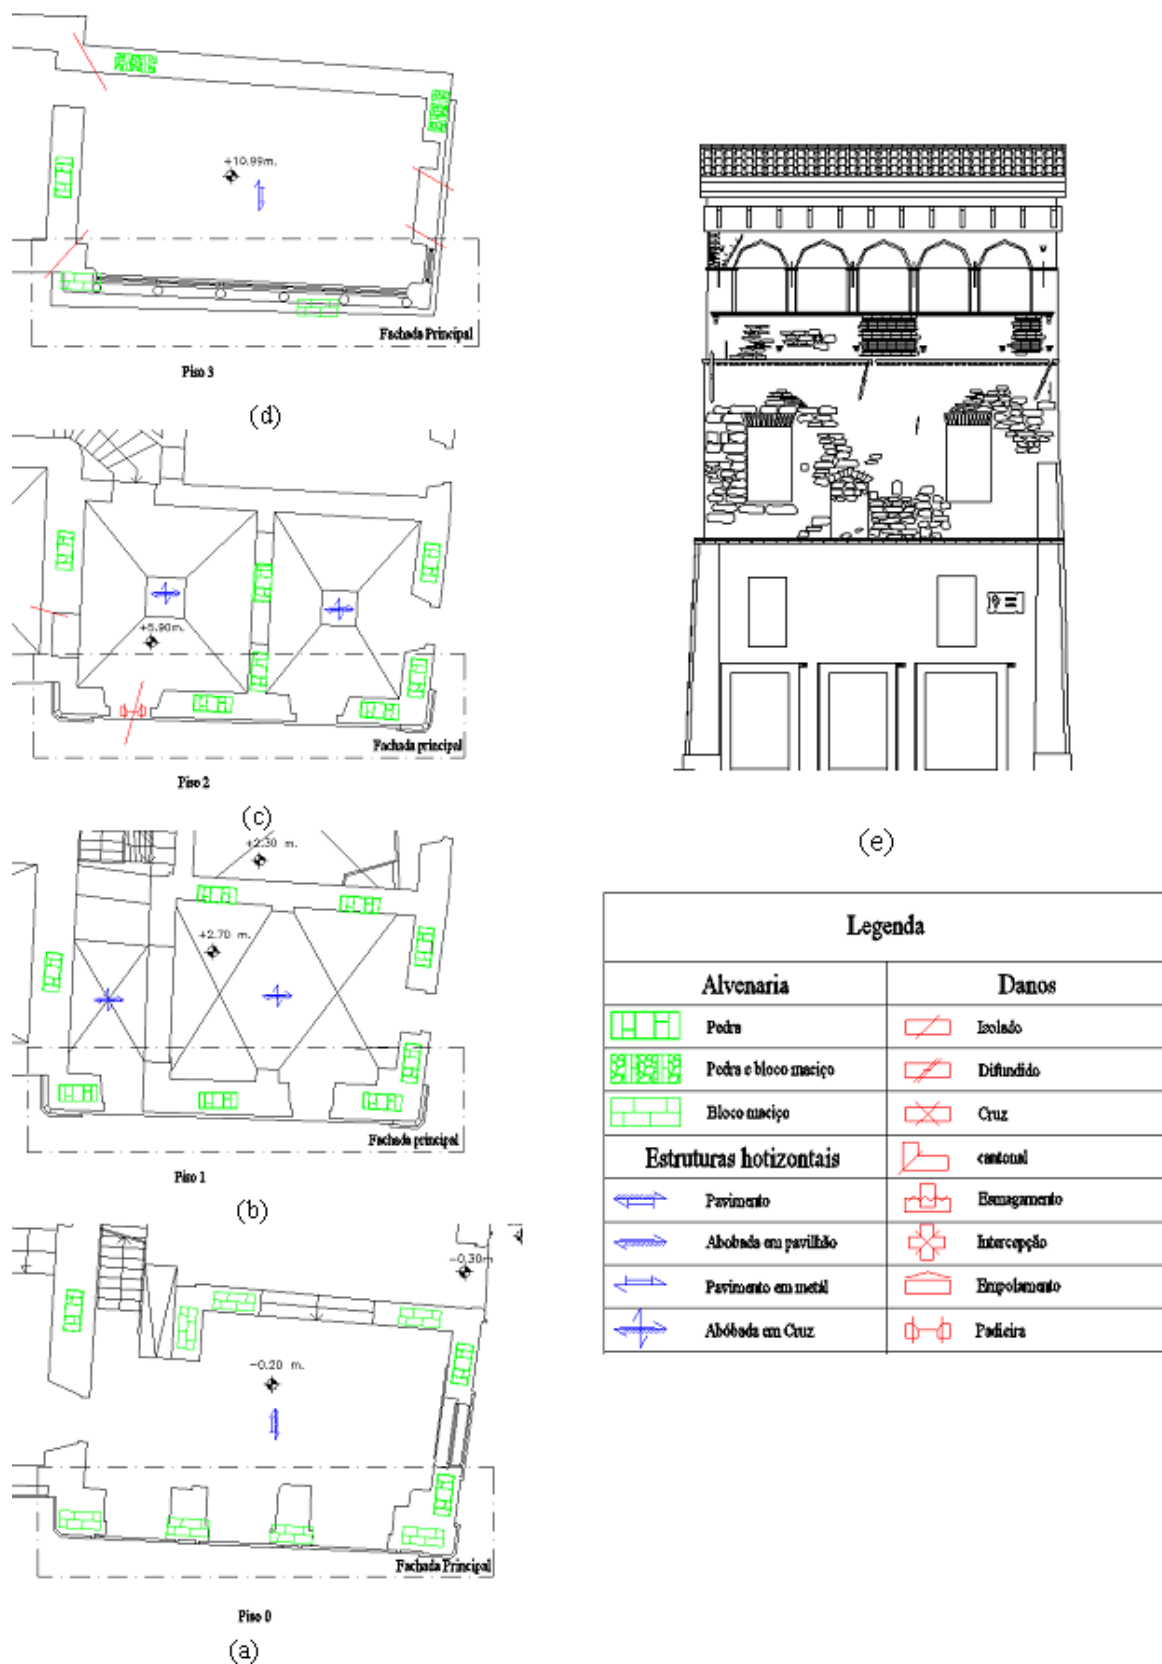 +10.99m.
Fachada Principal
Piso 3
(d)
+5.90m.
Fachada principal
Piso 2
(c)
+2.30 m.
+2.70 m.
Fachada principal
Piso 1
(b)
-0.30m
-0.20 m.
Fachada Principal
Piso 0
(a)
(e)
Legenda
Alvenaria
Danos
Pedra
Isolado
Pedra e bloco maciço
Difundido
Bloco maciço
Cruz
Estruturas hotizontais
cantonal
Pavimento
Esmagamento
Abobada em pavilhão
Intercepção
Pavimento em metál
Empolamento
Abóbada em Cruz
Padieira